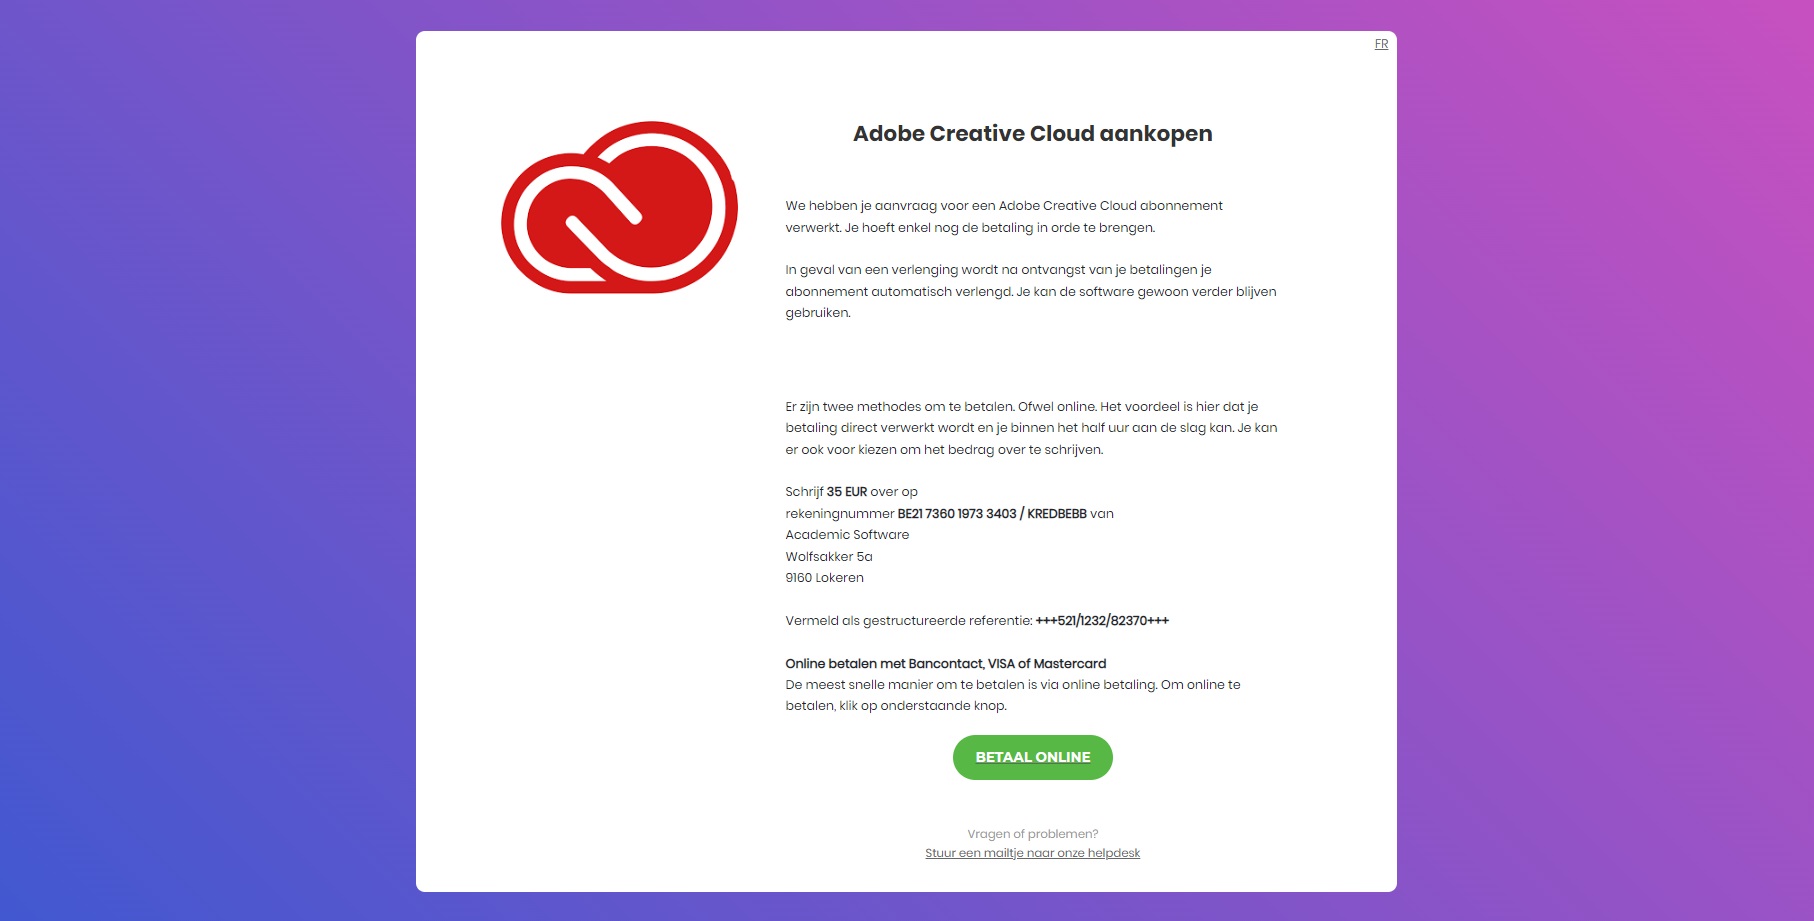 FR
Adobe Creative Cloud aankopen
We hebben je aanvraag voor een Adobe Creative Cloud abonnement
verwerkt. Je hoeft enkel nog de betaling in orde te brengen.
In geval van een verlenging wordt na ontvangst van je betalingen je
abonnement automatisch verlengd. Je kan de software gewoon verder blijven
gebruiken.
Er zijn twee methodes om te betalen. Ofwel online. Het voordeel is hier dat je
betaling direct verwerkt wordt en je binnen het half uur aan de slag kan. Je kan
er ook voor kiezen om het bedrag over te schrijven.
Schrijf 35 EUR over op
rekeningnummer BE21 7360 1973 3403 / KREDBEBB van
Academic Software
Wolfsakker 5a
9160 Lokeren
Vermeld als gestructureerde referentie: +++521/1232/82370+++
Online betalen met Bancontact, VISA of Mastercard
De meest snelle manier om te betalen is via online betaling. Om online te
betalen, klik op onderstaande knop.
BETAAL ONLINE
Vragen of problemen?
Stuur een mailtje naar onze helpdesk